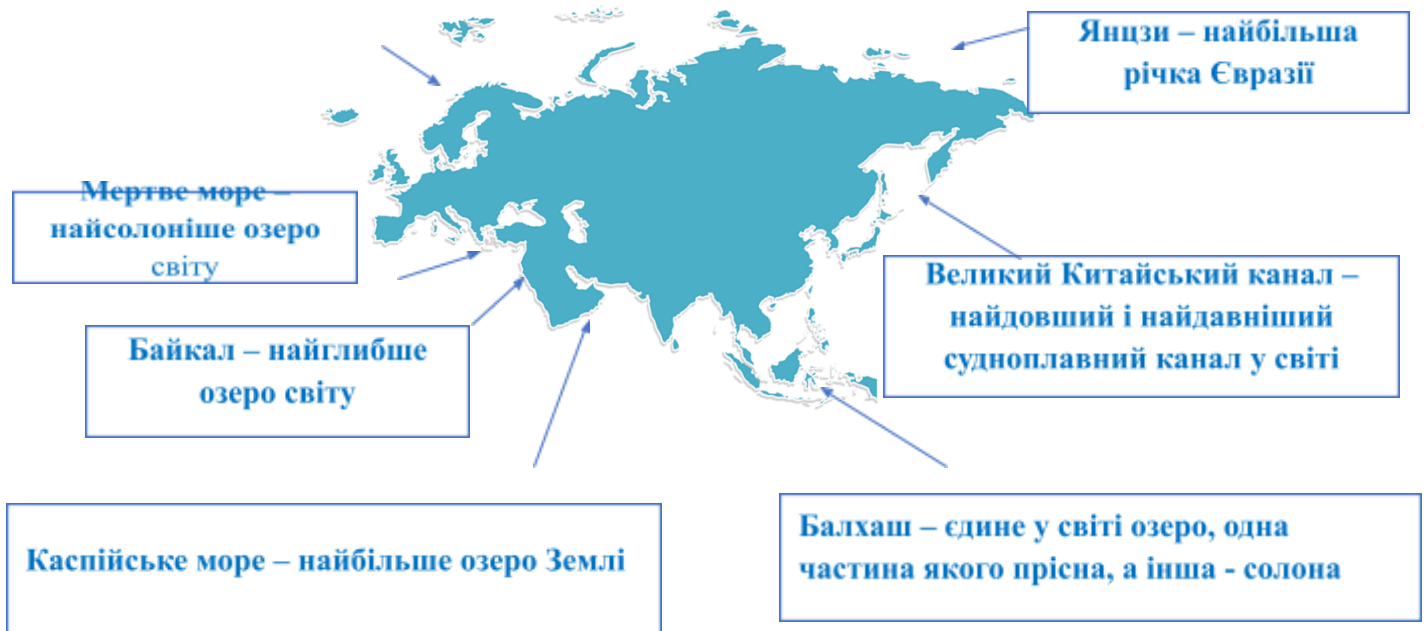 Янцзи – найбільша
річка Євразії
Мертве море –
найсолоніше озеро
світу
Великий Китайський канал –
найдовший і найдавніший
судноплавний канал у світі
Байкал – найглибше
озеро світу
Каспійське море – найбільше озеро Землі
Балхаш – єдине у світі озеро, одна
частина якого прісна, а інша - солона